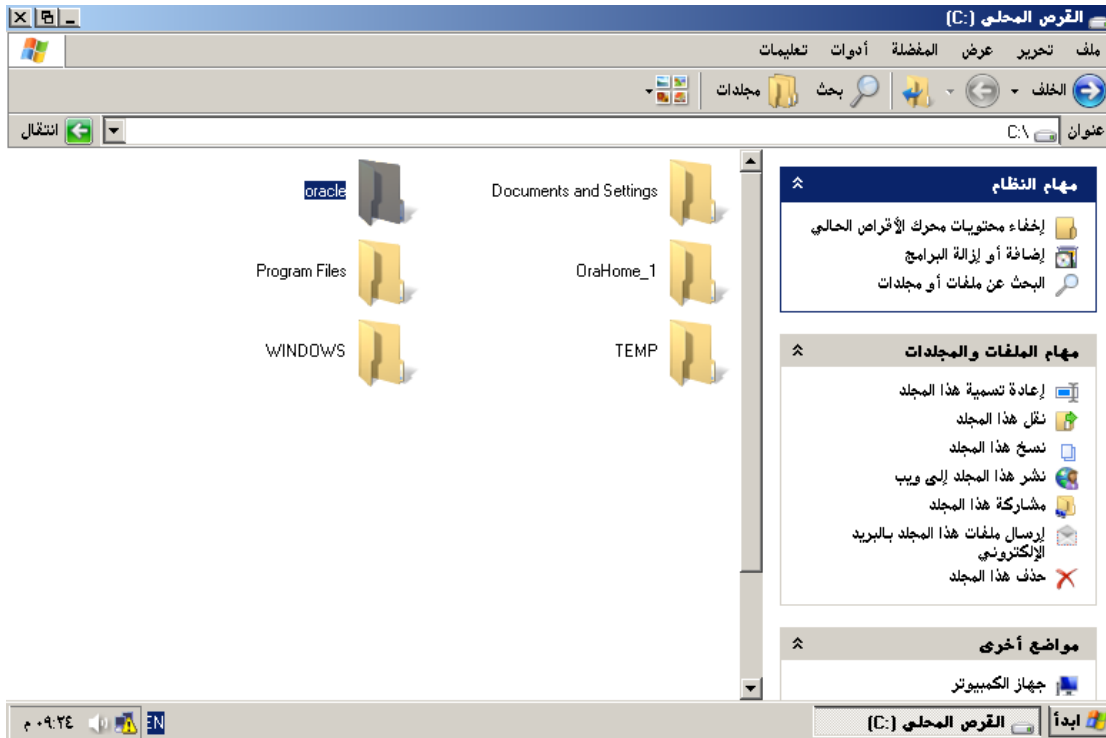 القرص المحلي (C:)
ملف تحرير عرض المفضلة أدوات تعليمات
الخلف بحث مجلدات
عنوان C:\ انتقال
مهام النظام
إخفاء محتويات محرك الأقراص الحالي
إضافة أو إزالة البرامج
البحث عن ملفات أو مجلدات
مهام الملفات والمجلدات
إعادة تسمية هذا المجلد
نقل هذا المجلد
نسخ هذا المجلد
نشر هذا المجلد إلى ويب
مشاركة هذا المجلد
إرسال ملفات هذا المجلد بالبريد
الإلكتروني
حذف هذا المجلد
مواضع أخرى
جهاز الكمبيوتر
Documents and Settings
oracle
OraHome_1
Program Files
TEMP
WINDOWS
ابدأ القرص المحلي (C:) EN ٠٩:٢٤ م